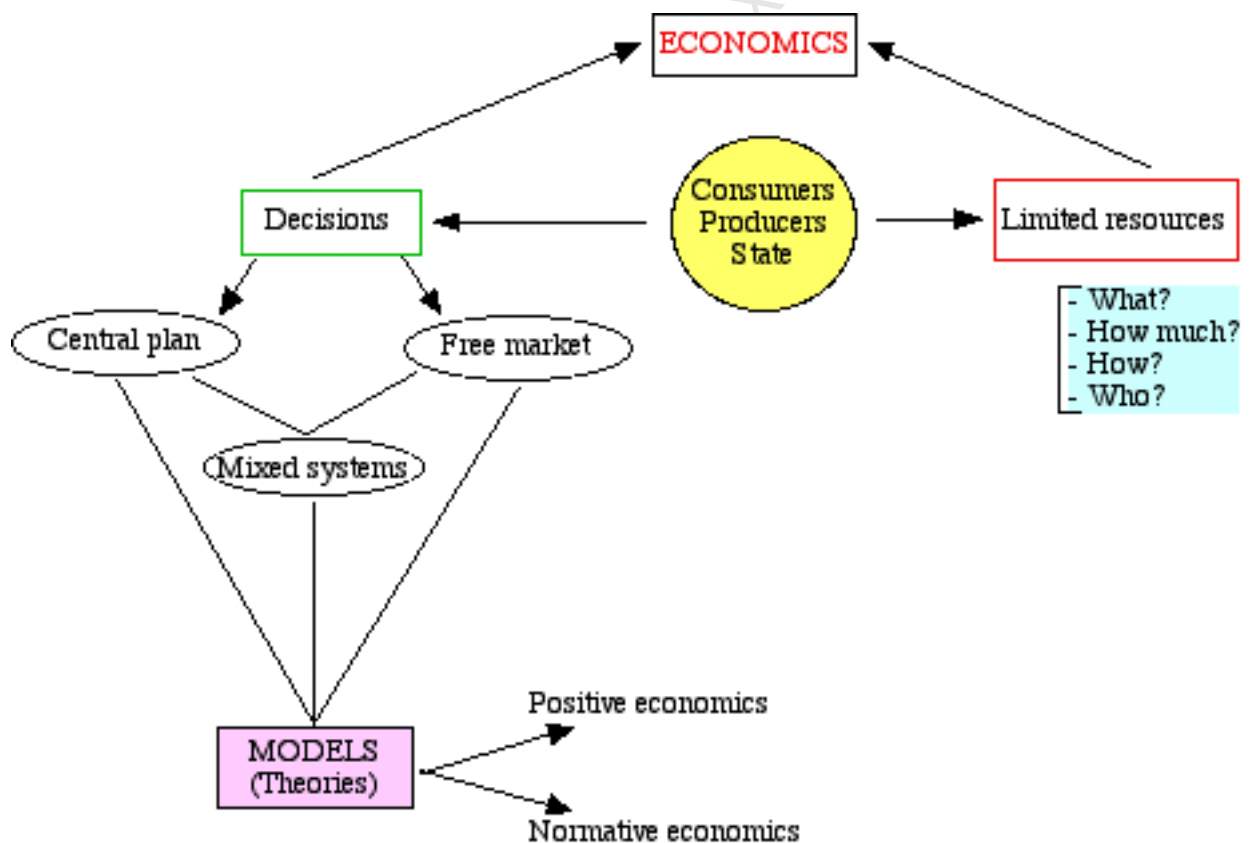 ECONOMICS
Consumers
Producers
State
Decisions
Limited resources
- What?
- How much?
- How?
- Who?
Central plan
Free market
Mixed systems
MODELS
(Theories)
Positive economics
Normative economics